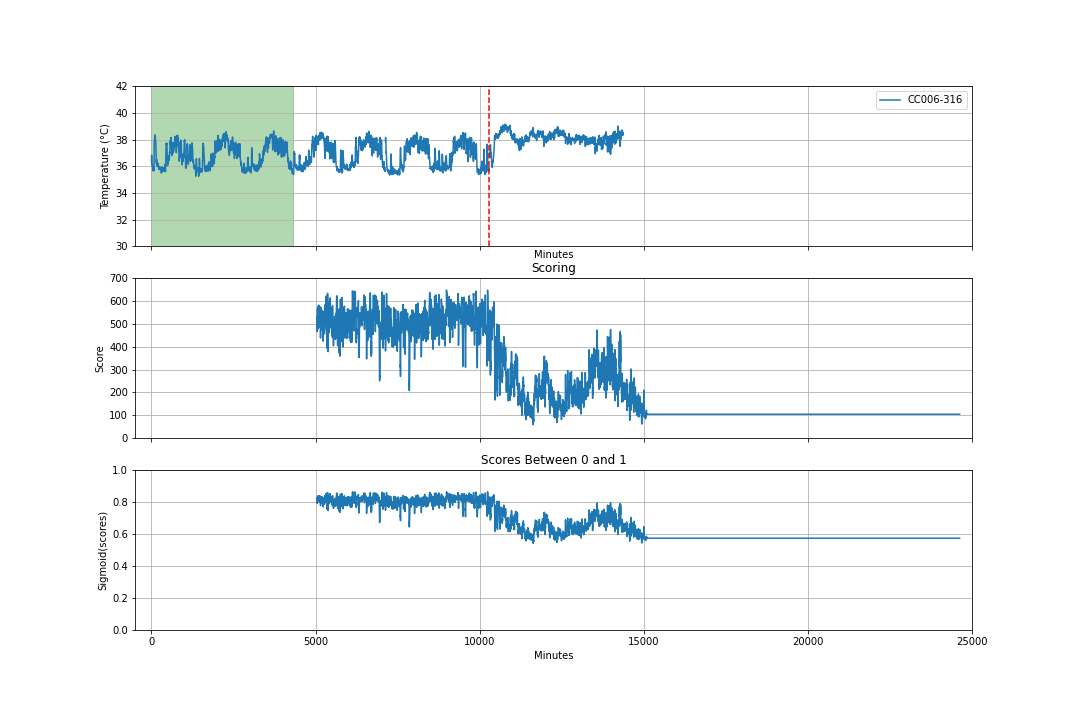 42
40
38
36
34
32
30
Temperature (°C)
CC006-316
Minutes
Scoring
700
600
500
400
300
200
100
0
Score
Scores Between 0 and 1
1.0
0.8
0.6
0.4
0.2
0.0
Sigmoid(scores)
0 5000 10000 15000 20000 25000
Minutes